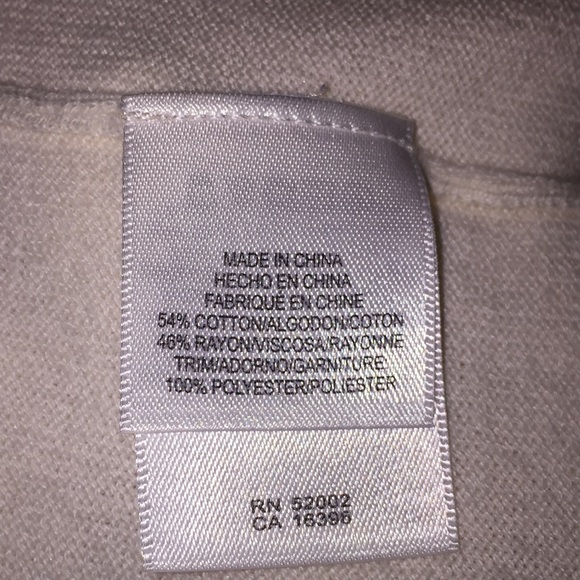 MADE IN CHINA
HECHO EN CHINA
FABRIQUÉ EN CHINE
54% COTTON/ALGODON/COTON
46% RAYON/VISCOSA/RAYONNE
TRIM/ADORNO/GARNITURE
100% POLYESTER/POLIESTER
RN 52002
CA 16396